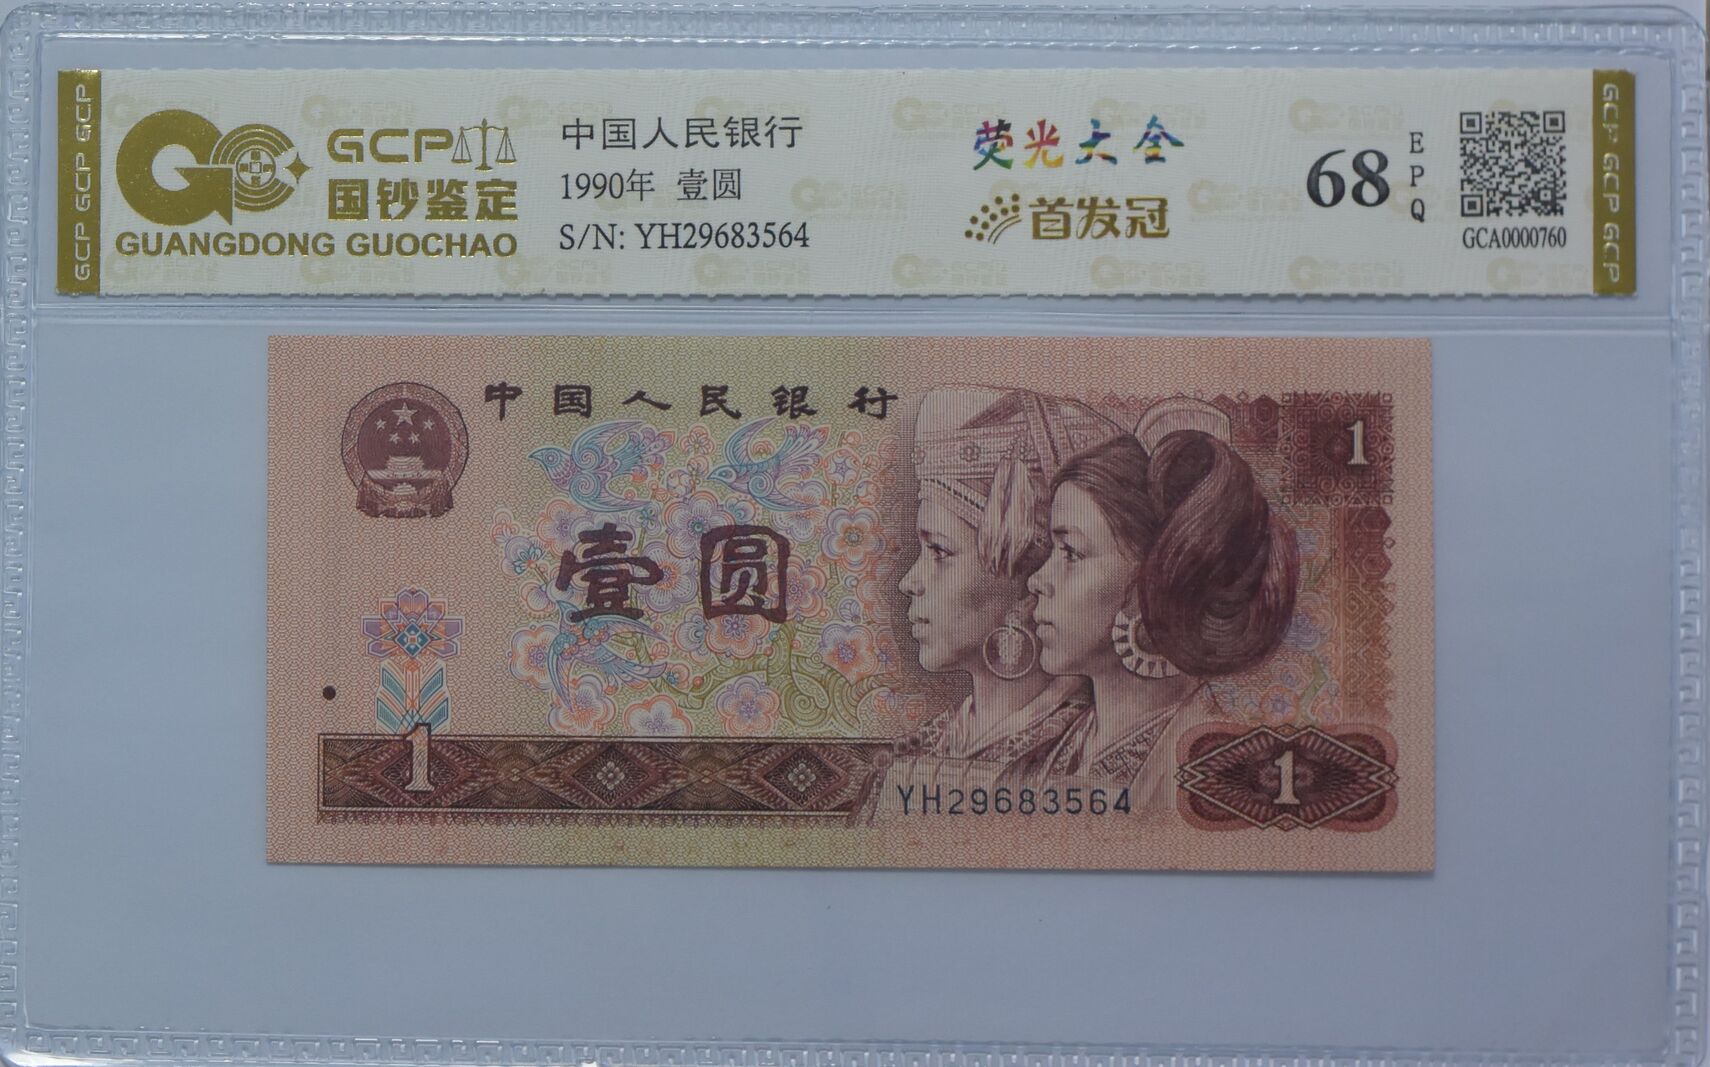 GCP GCP GCP
GCP
国钞鉴定
GUANGDONG GUOCHAO
中国人民银行
1990年 壹圆
S/N: YH29683564
荧光大全
首发冠
68
EPQ
GCA0000760
GCP GCP GCP
中国人民银行
1
壹圆
1
YH29683564
1